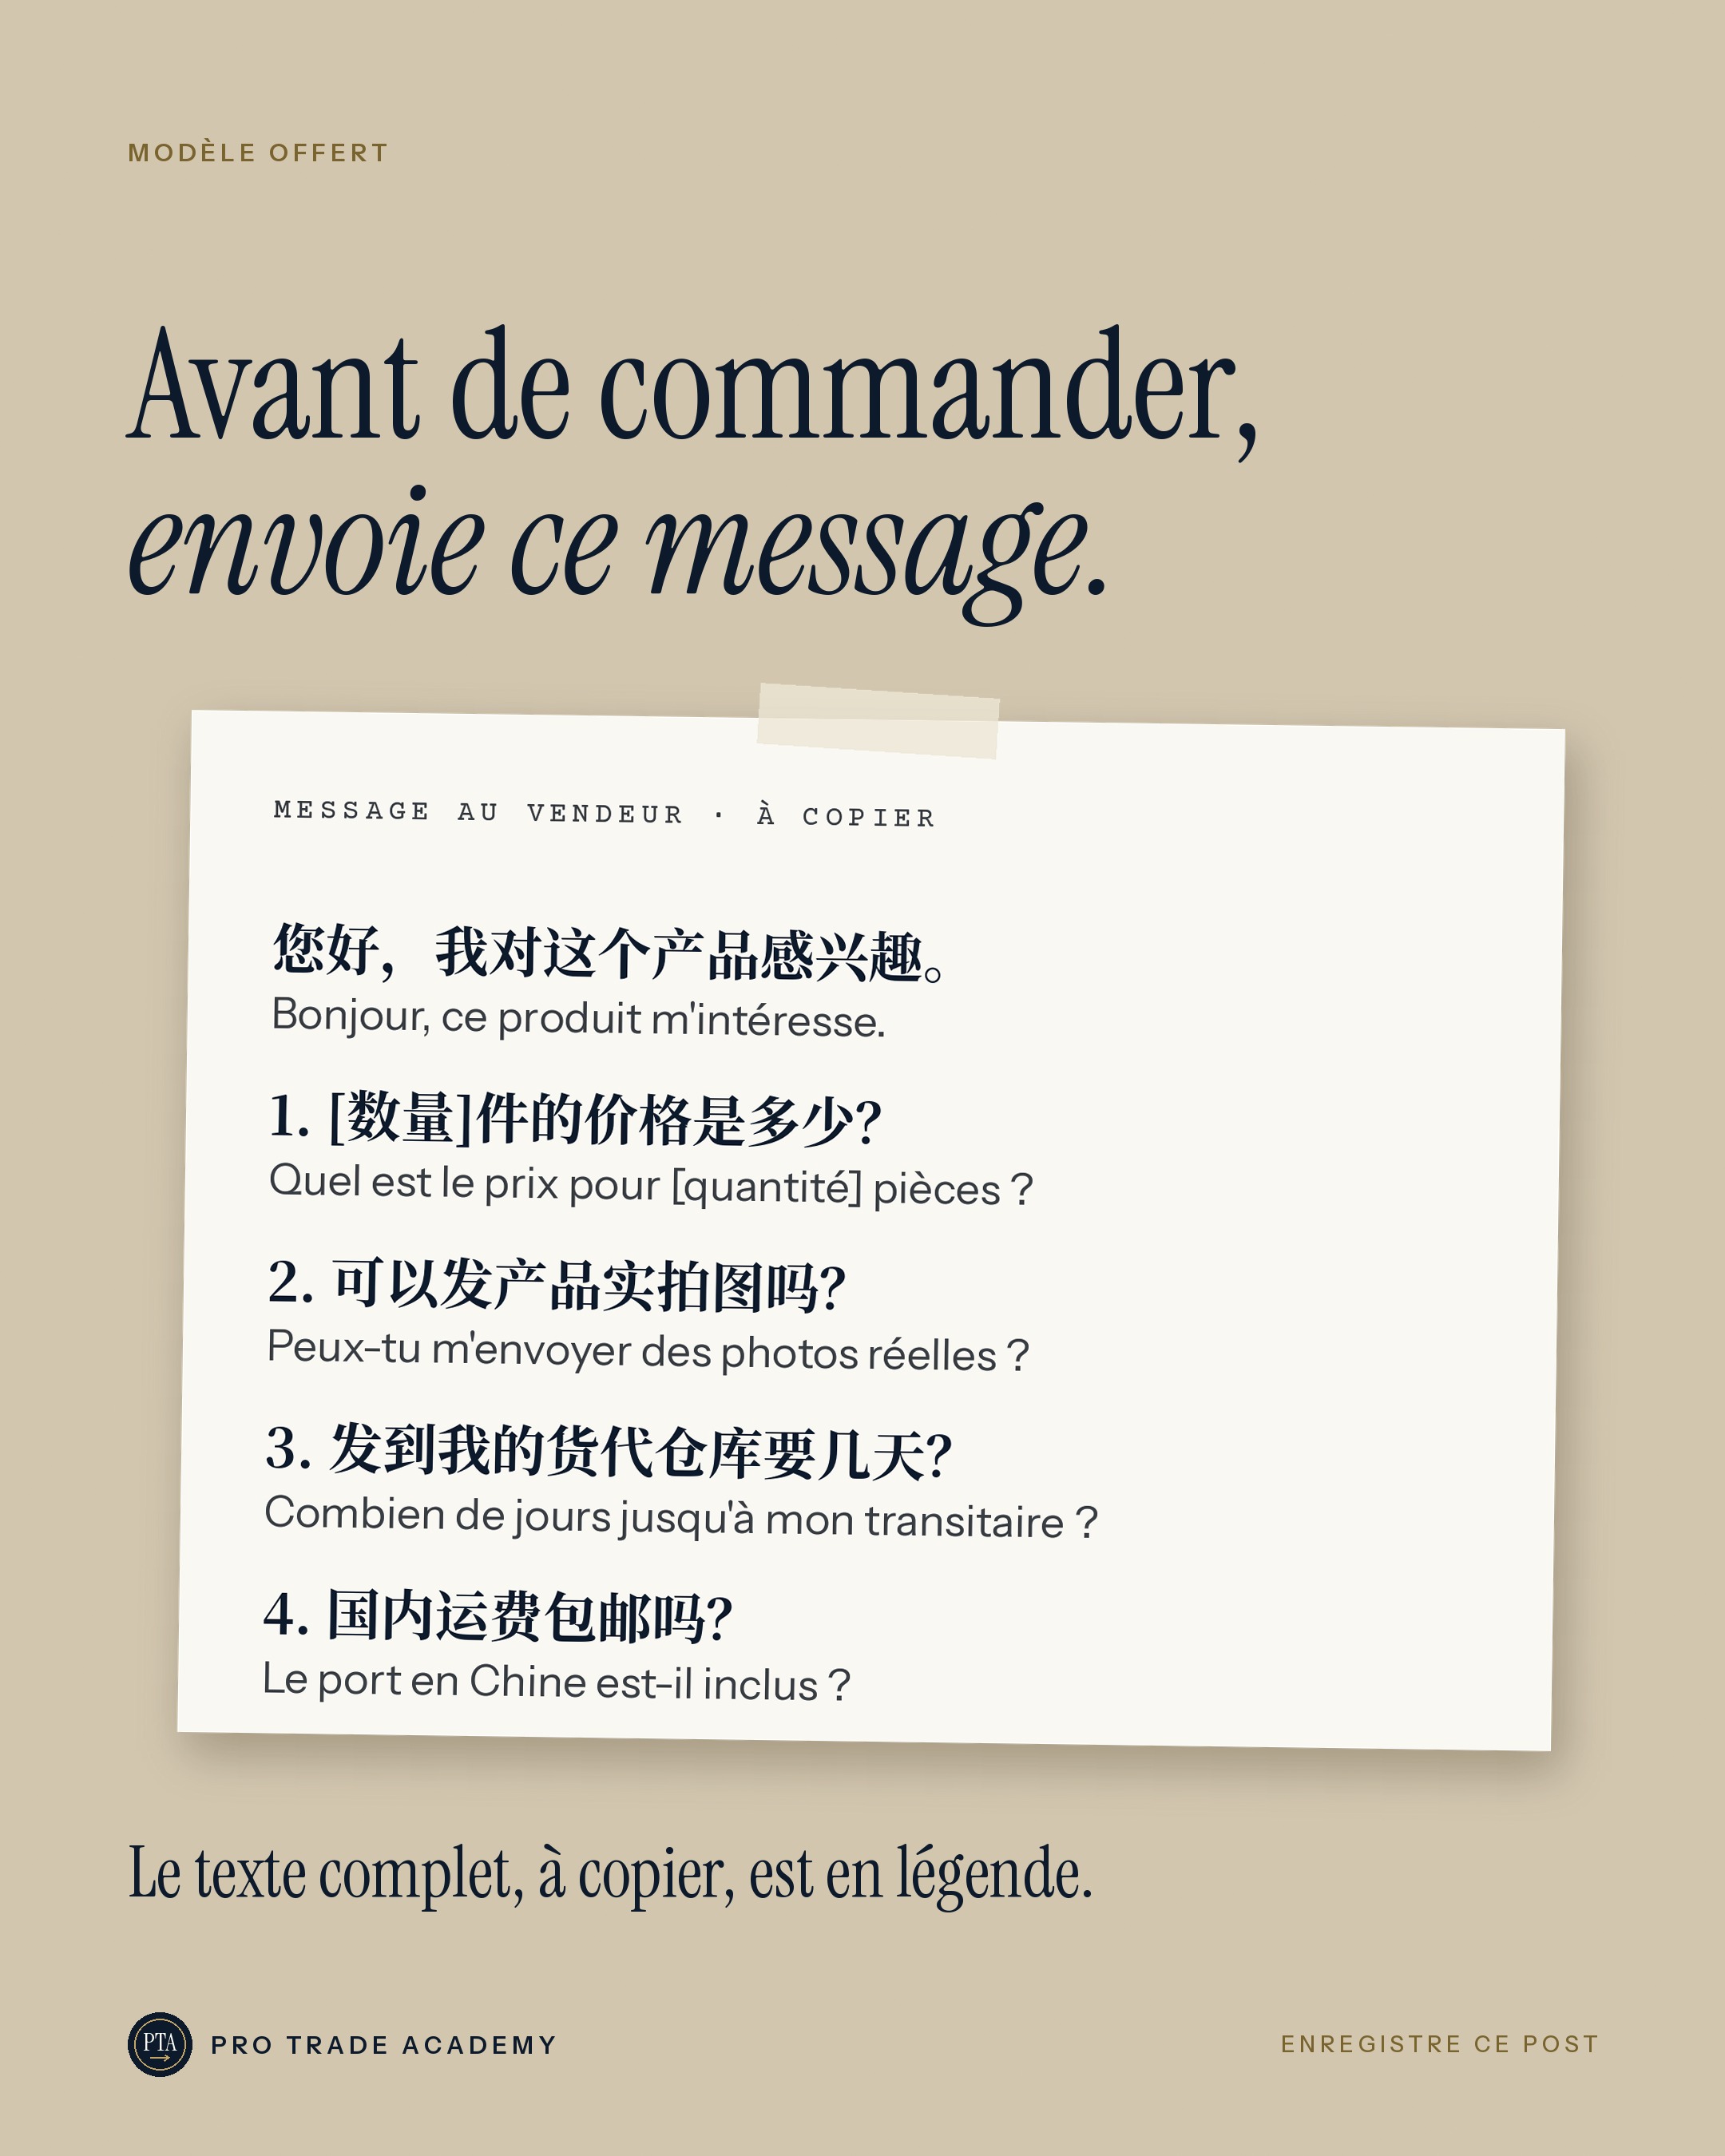 MODÈLE OFFERT
Avant de commander,
envoie ce message.
MESSAGE AU VENDEUR · À COPIER
您好，我对这个产品感兴趣。
Bonjour, ce produit m'intéresse.
1. [数量]件的价格是多少?
Quel est le prix pour [quantité] pièces ?
2. 可以发产品实拍图吗?
Peux-tu m'envoyer des photos réelles ?
3. 发到我的货代仓库要几天?
Combien de jours jusqu'à mon transitaire ?
4. 国内运费包邮吗?
Le port en Chine est-il inclus ?
Le texte complet, à copier, est en légende.
PTA
PRO TRADE ACADEMY
ENREGISTRE CE POST